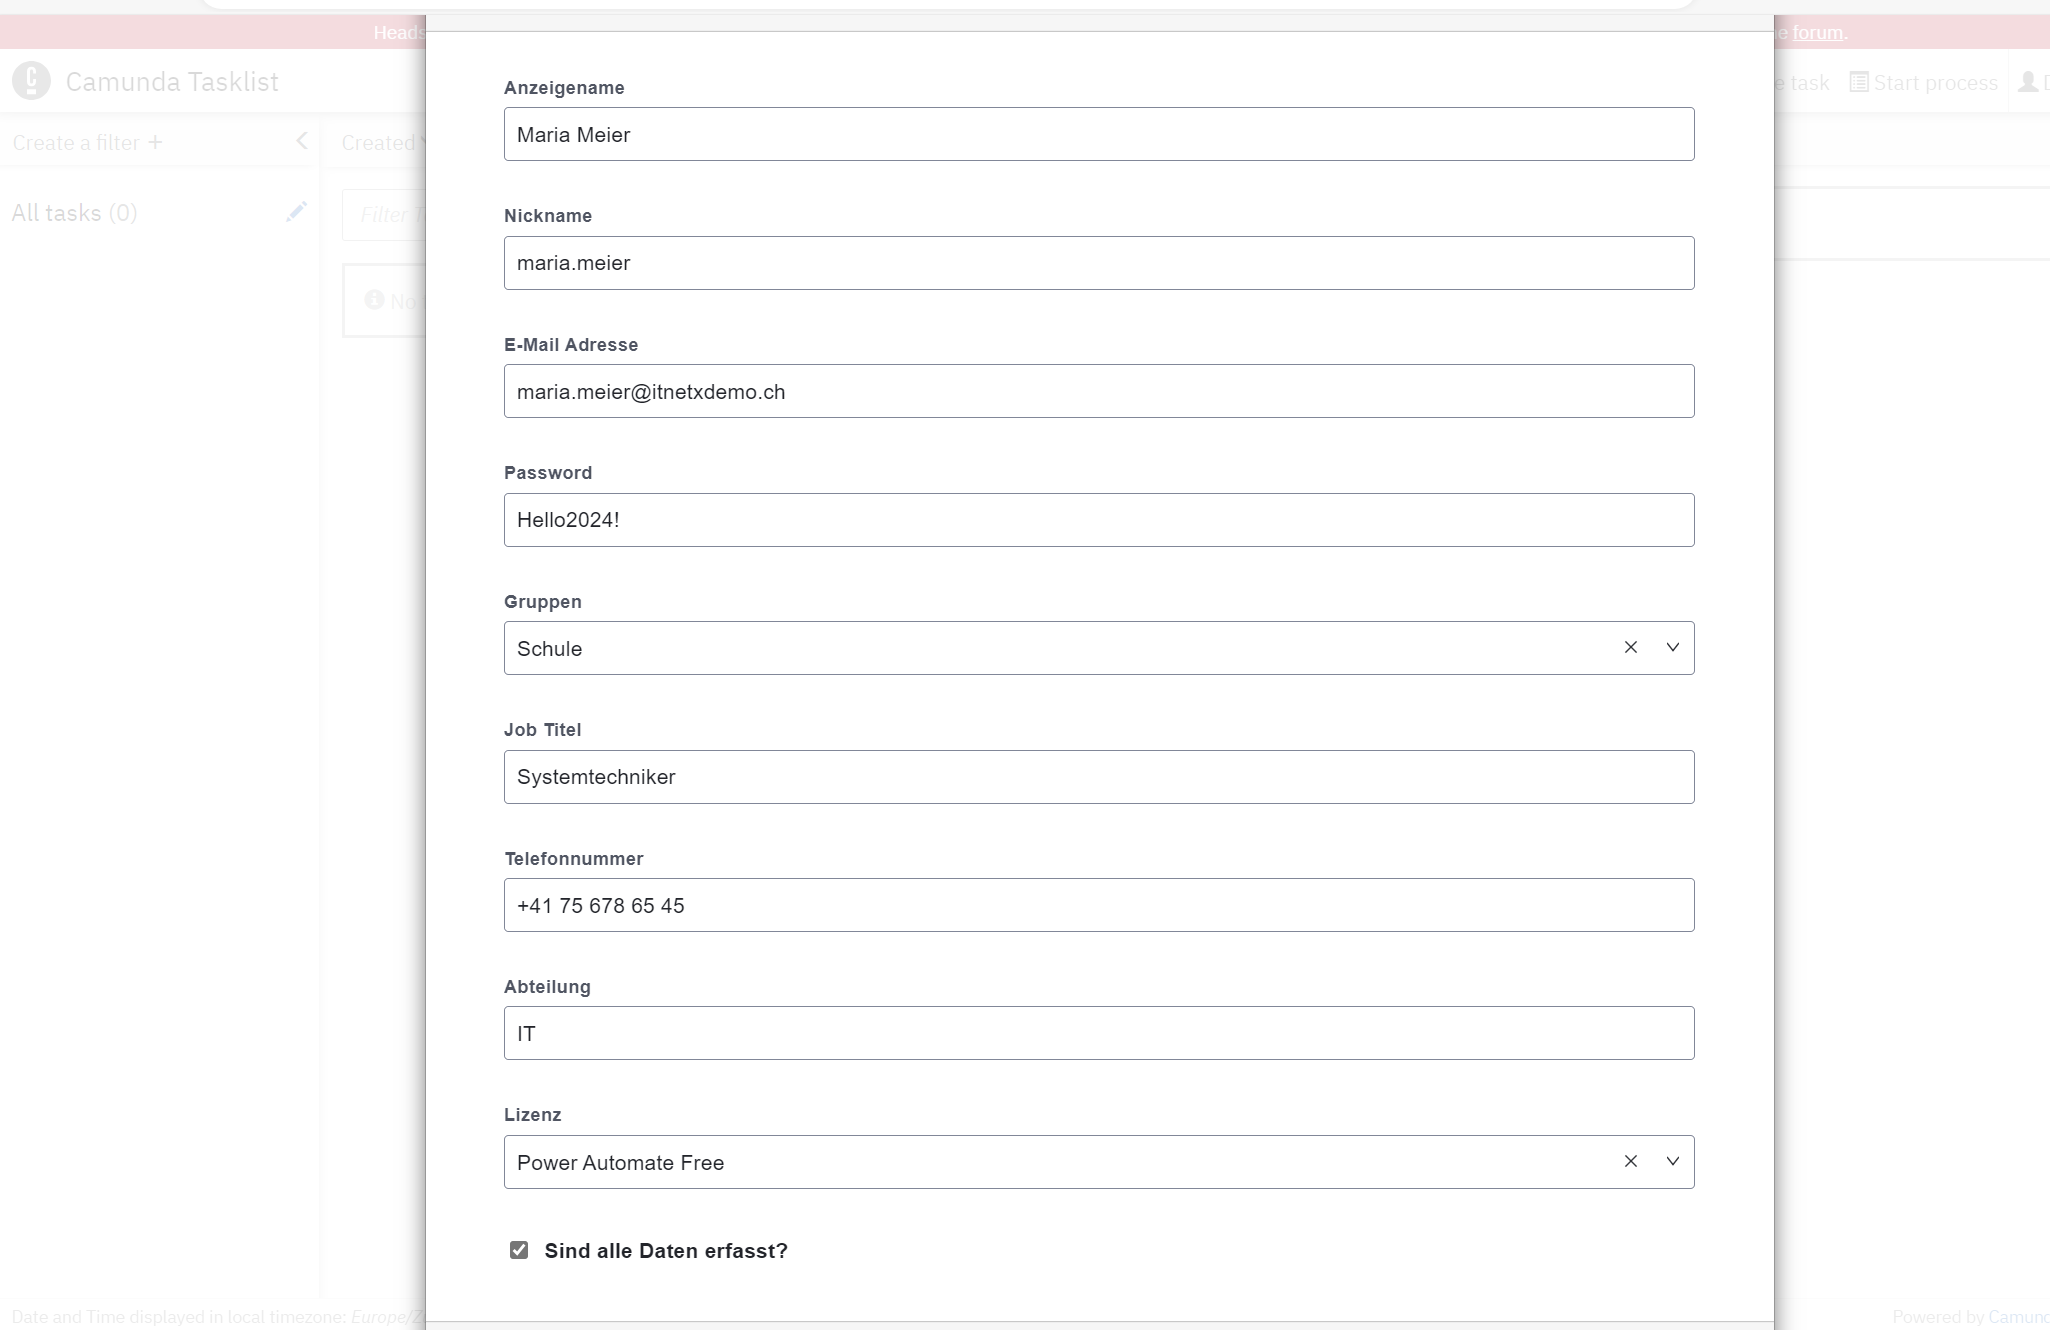 Heads
e forum.
Camunda Tasklist
e task
Start process
Create a filter +
Created
All tasks (0)
Filter T
No
Anzeigename
Maria Meier
Nickname
maria.meier
E-Mail Adresse
maria.meier@itnetxdemo.ch
Password
Hello2024!
Gruppen
Schule
Job Titel
Systemtechniker
Telefonnummer
+41 75 678 65 45
Abteilung
IT
Lizenz
Power Automate Free
Sind alle Daten erfasst?
Date and Time displayed in local timezone: Europe/Z
Powered by Camund